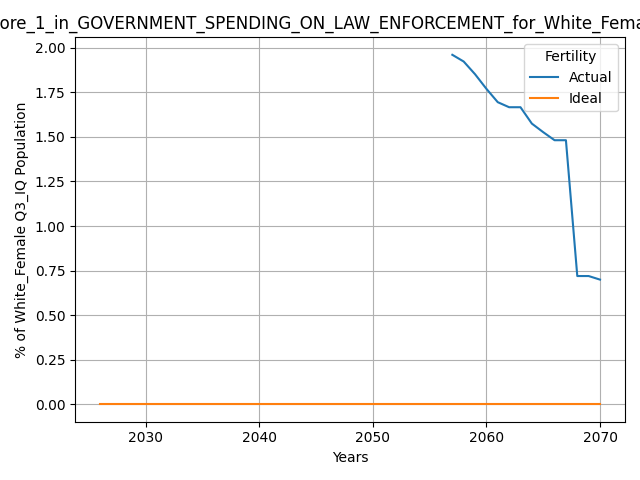 ore_1_in_GOVERNMENT_SPENDING_ON_LAW_ENFORCEMENT_for_White_Fema
Fertility
Actual
Ideal
2.00
1.75
1.50
1.25
1.00
0.75
0.50
0.25
0.00
% of White_Female Q3_IQ Population
2030
2040
2050
2060
2070
Years